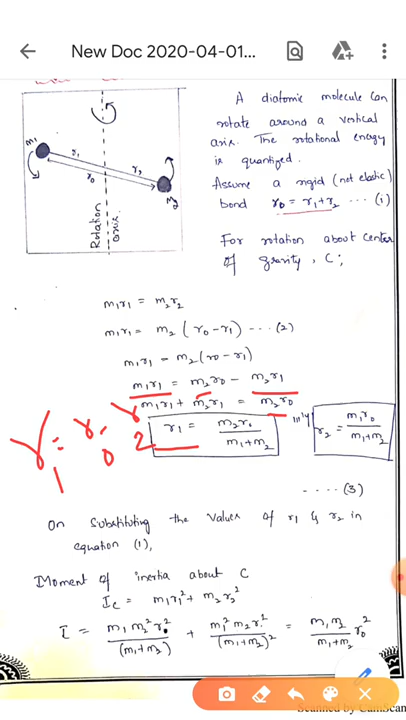 New Doc 2020-04-01...
A diatomic molecule can
rotate around a vertical
axis. The rotational energy
is quantized.
Assume a rigid (not elastic)
bond r0 = r1 + r2 ... (1)
For rotation about center
of gravity, C;
m1
r1
r2
r0
m2
Rotation
axis.
m1r1 = m2r2
m1r1 = m2 (r0 - r1) ... (2)
m1r1 = m2 (r0 - r1)
m1r1 = m2r0 - m2r1
m1r1 + m2r1 = m2r0
r1 = m2r0 / m1+m2
III'y r2 = m1r0 / m1+m2
r1 = r0 - r2
.... (3)
On substituting the values of r1 & r2 in
equation (1),
Moment of inertia about C
Ic = m1r1² + m2r2²
I = m1m2²r0² / (m1+m2) + m1²m2r0² / (m1+m2)² = m1m2 / m1+m2 r0²
Scanned by CamScan